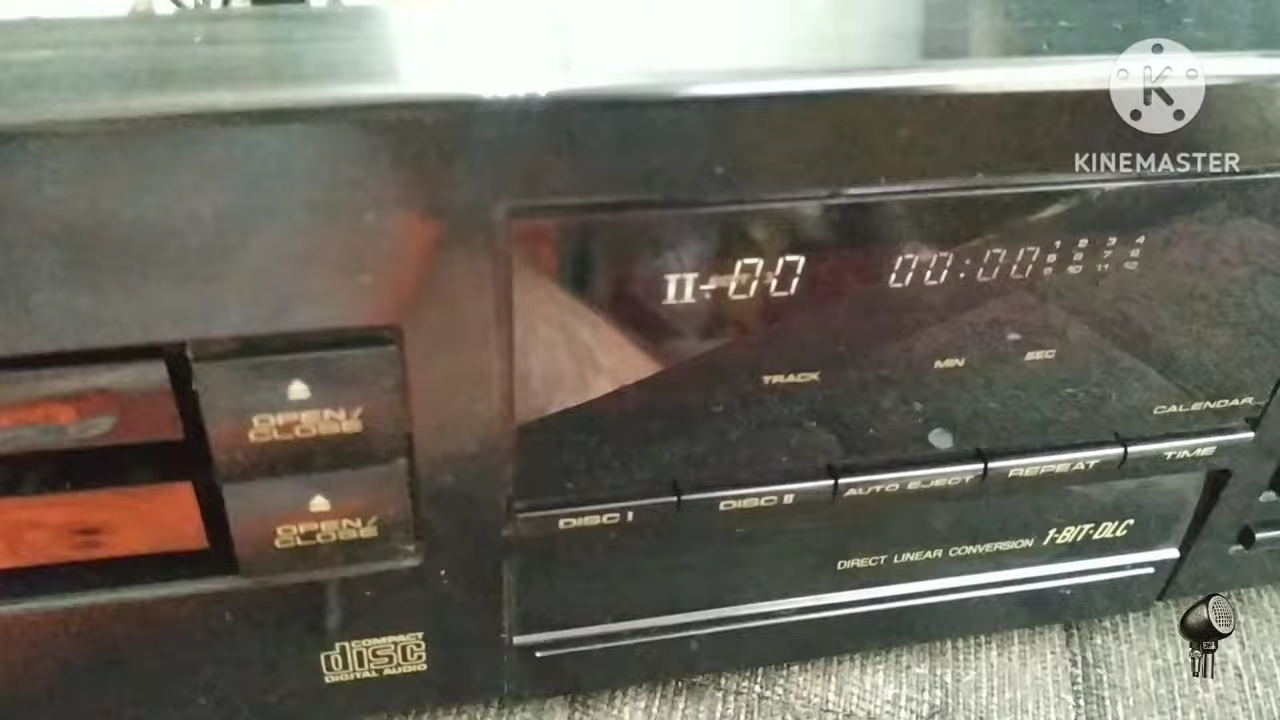 KINEMASTER
II-00 00:00
1 2 3 4
TRACK MIN SEC
CALENDAR
OPEN/
CLOSE
OPEN/
CLOSE
DISC I DISC II AUTO EJECT REPEAT TIME
DIRECT LINEAR CONVERSION 1-BIT·DLC
COMPACT
disc
DIGITAL AUDIO